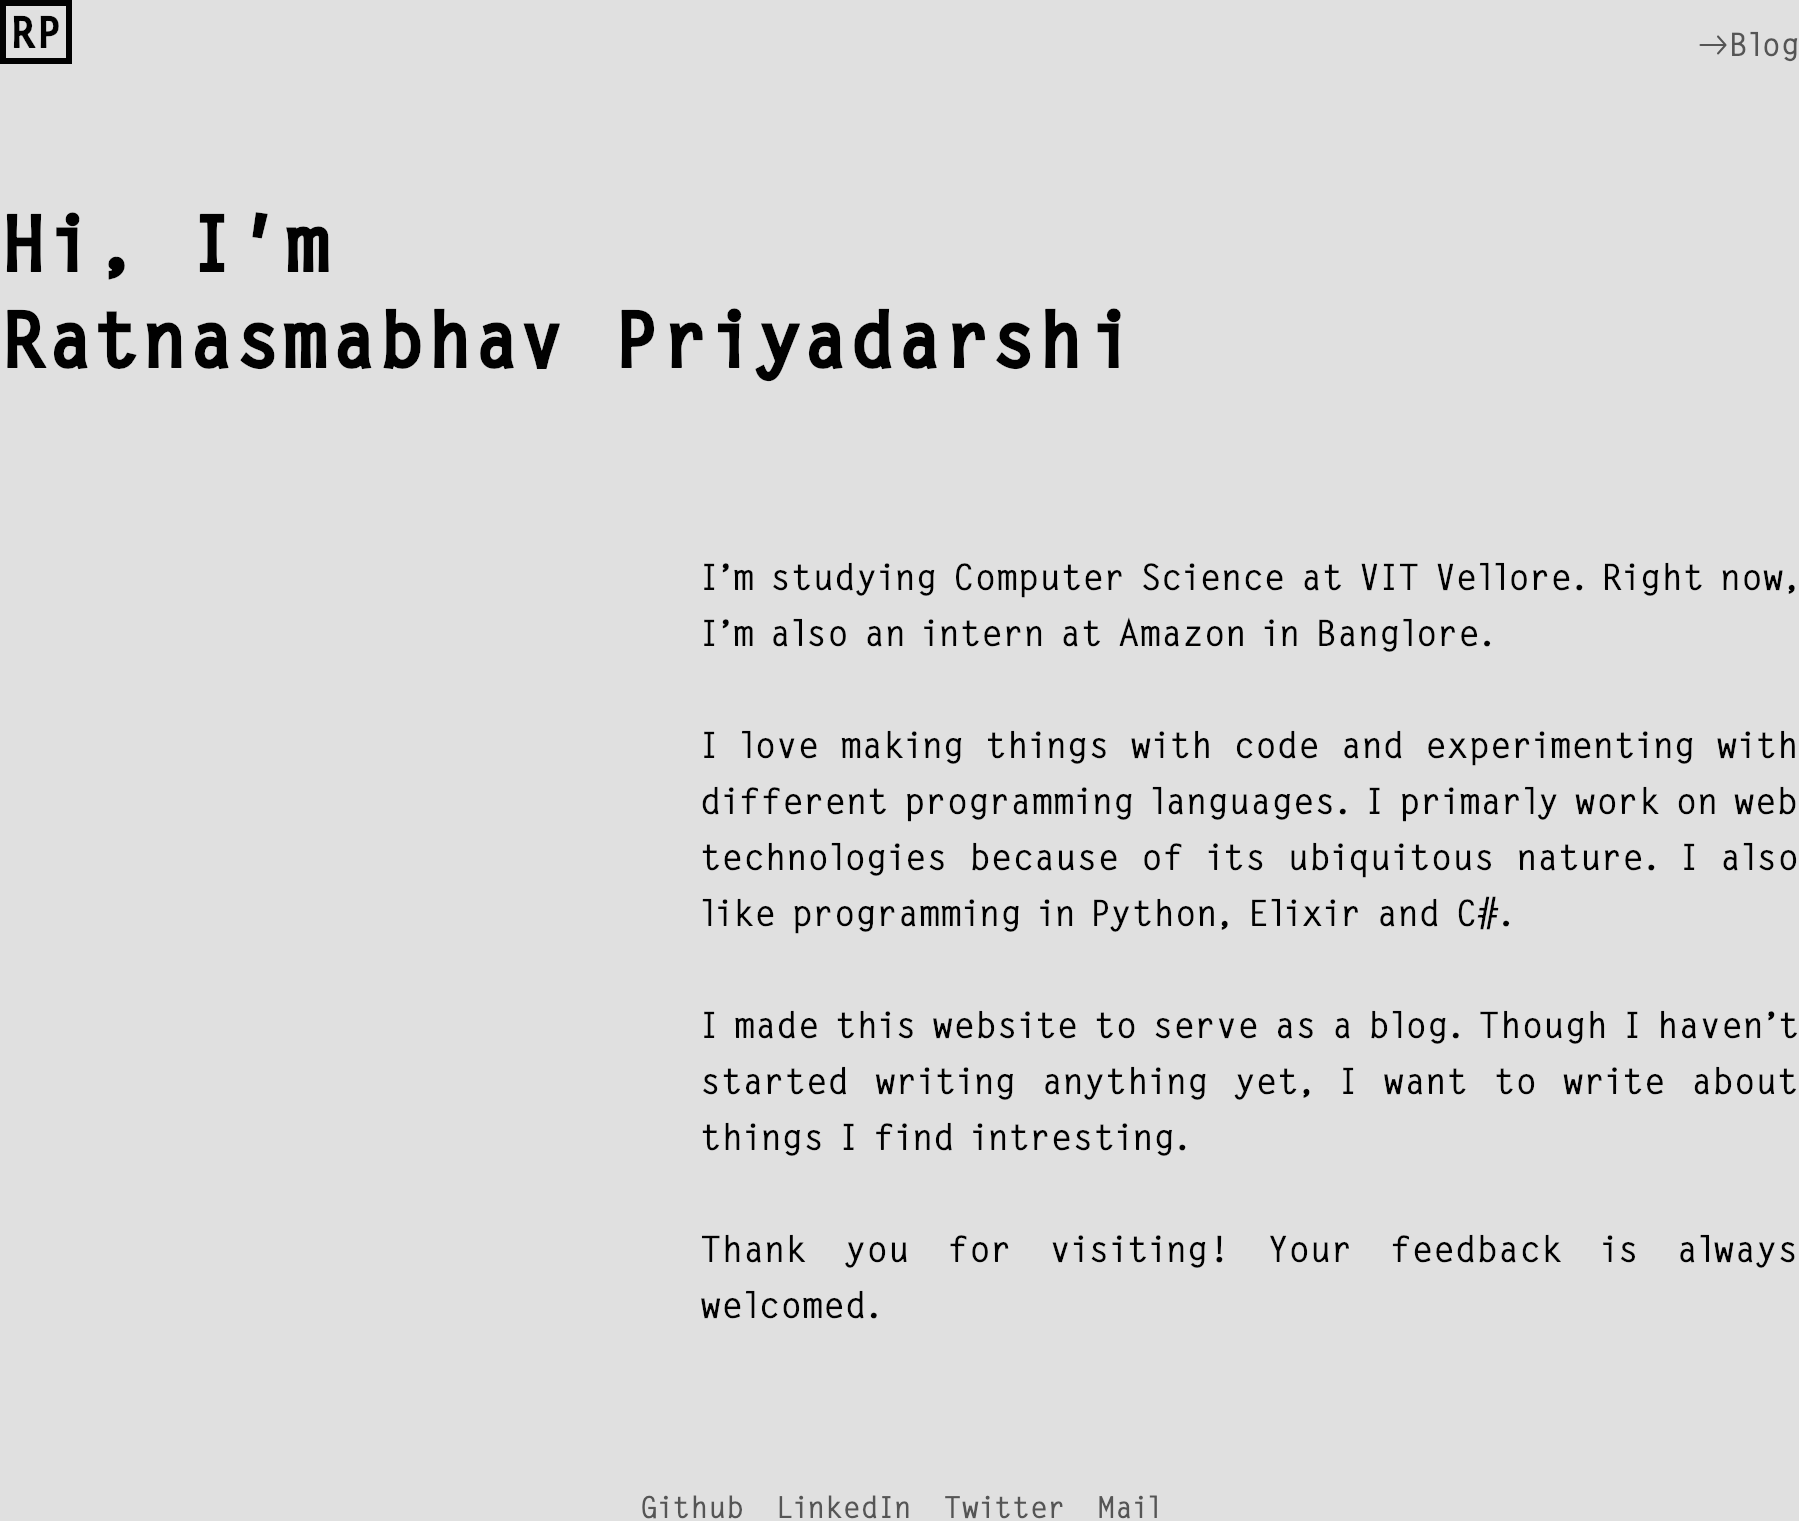 RP
→Blog
Hi, I'm
Ratnasmabhav Priyadarshi
I’m studying Computer Science at VIT Vellore. Right now,
I’m also an intern at Amazon in Banglore.
I love making things with code and experimenting with
different programming languages. I primarly work on web
technologies because of its ubiquitous nature. I also
like programming in Python, Elixir and C#.
I made this website to serve as a blog. Though I haven’t
started writing anything yet, I want to write about
things I find intresting.
Thank you for visiting! Your feedback is always
welcomed.
Github LinkedIn Twitter Mail